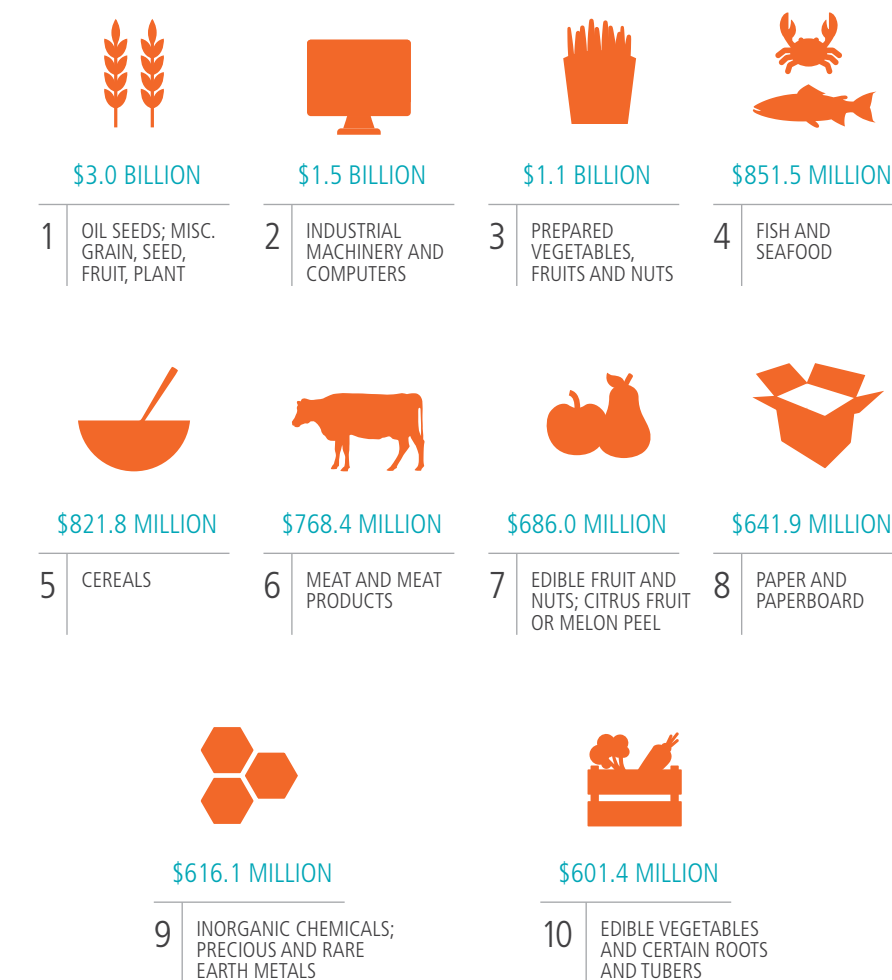 $3.0 BILLION
1
OIL SEEDS; MISC.
GRAIN, SEED,
FRUIT, PLANT
$1.5 BILLION
2
INDUSTRIAL
MACHINERY AND
COMPUTERS
$1.1 BILLION
3
PREPARED
VEGETABLES,
FRUITS AND NUTS
$851.5 MILLION
4
FISH AND
SEAFOOD
$821.8 MILLION
5
CEREALS
$768.4 MILLION
6
MEAT AND MEAT
PRODUCTS
$686.0 MILLION
7
EDIBLE FRUIT AND
NUTS; CITRUS FRUIT
OR MELON PEEL
$641.9 MILLION
8
PAPER AND
PAPERBOARD
$616.1 MILLION
9
INORGANIC CHEMICALS;
PRECIOUS AND RARE
EARTH METALS
$601.4 MILLION
10
EDIBLE VEGETABLES
AND CERTAIN ROOTS
AND TUBERS